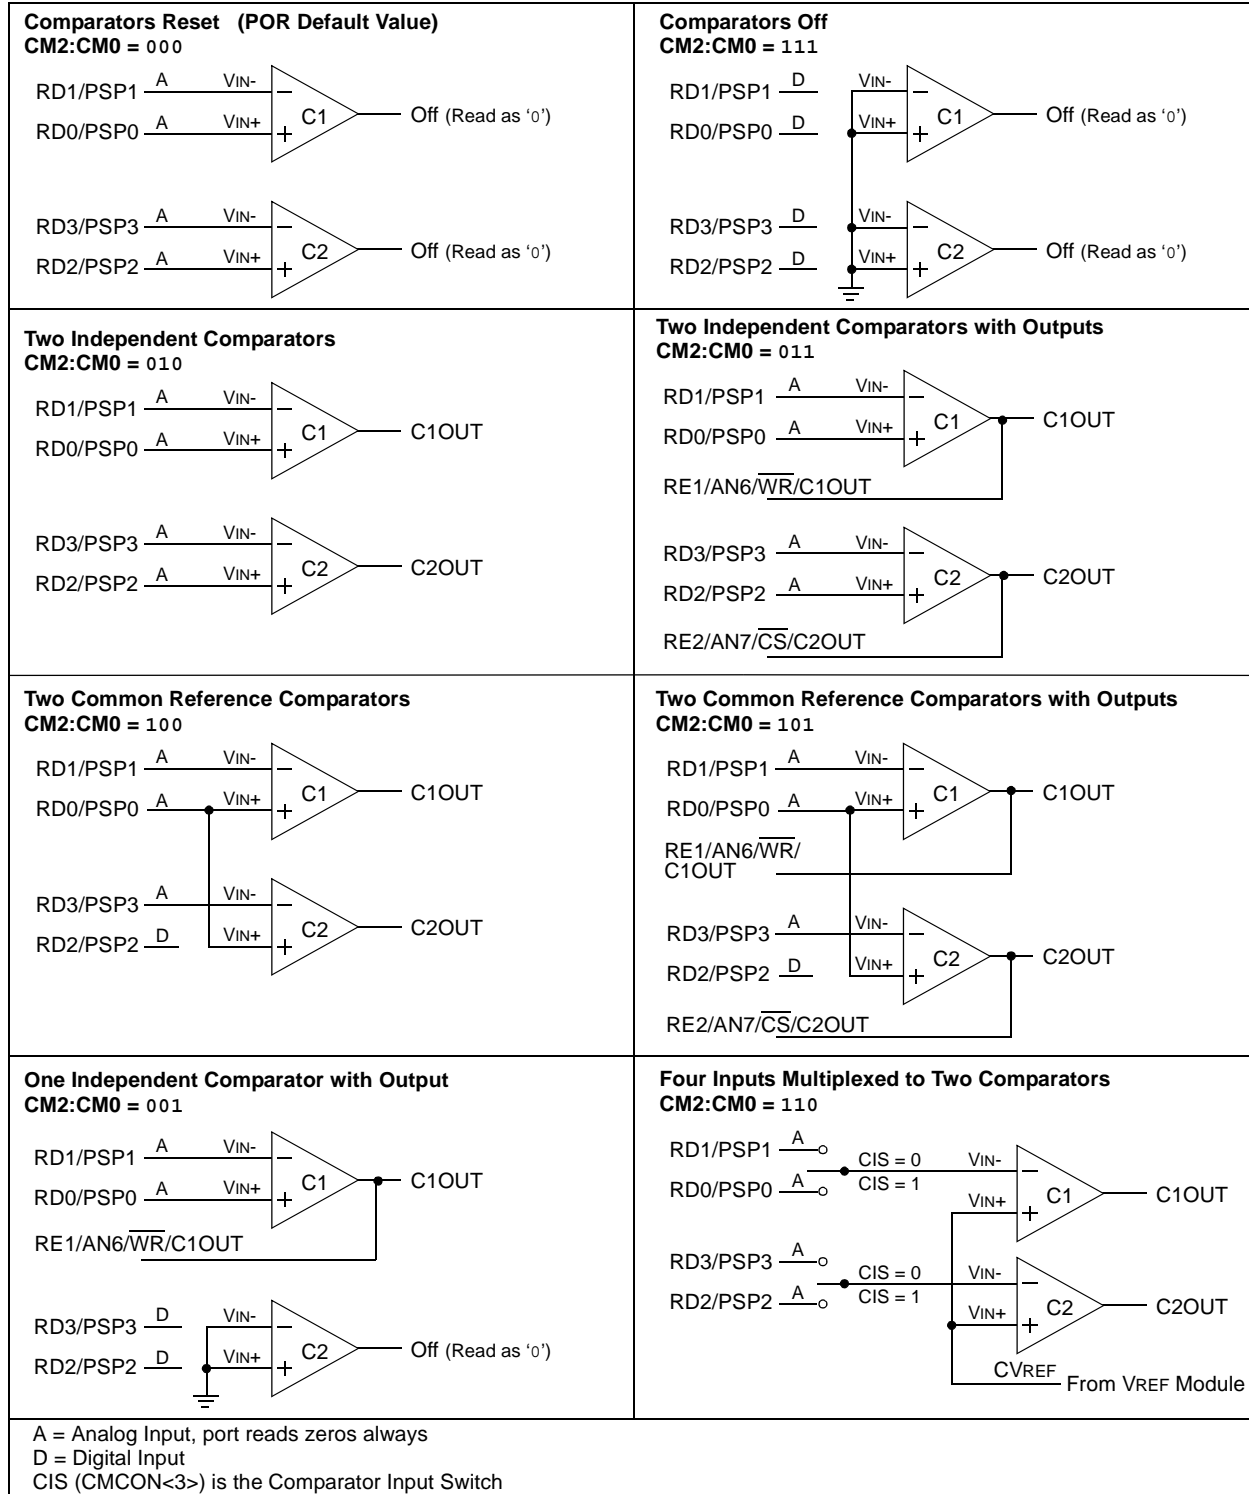 Comparators Reset (POR Default Value)
CM2:CM0 = 000
RD1/PSP1 A VIN-
RD0/PSP0 A VIN+
C1
Off (Read as ‘0’)
RD3/PSP3 A VIN-
RD2/PSP2 A VIN+
C2
Off (Read as ‘0’)
Comparators Off
CM2:CM0 = 111
RD1/PSP1 D VIN-
RD0/PSP0 D VIN+
C1
Off (Read as ‘0’)
RD3/PSP3 D VIN-
RD2/PSP2 D VIN+
C2
Off (Read as ‘0’)
Two Independent Comparators
CM2:CM0 = 010
RD1/PSP1 A VIN-
RD0/PSP0 A VIN+
C1
C1OUT
RD3/PSP3 A VIN-
RD2/PSP2 A VIN+
C2
C2OUT
Two Independent Comparators with Outputs
CM2:CM0 = 011
RD1/PSP1 A VIN-
RD0/PSP0 A VIN+
C1
C1OUT
RE1/AN6/WR/C1OUT
RD3/PSP3 A VIN-
RD2/PSP2 A VIN+
C2
C2OUT
RE2/AN7/CS/C2OUT
Two Common Reference Comparators
CM2:CM0 = 100
RD1/PSP1 A VIN-
RD0/PSP0 A VIN+
C1
C1OUT
RD3/PSP3 A VIN-
RD2/PSP2 D VIN+
C2
C2OUT
Two Common Reference Comparators with Outputs
CM2:CM0 = 101
RD1/PSP1 A VIN-
RD0/PSP0 A VIN+
C1
C1OUT
RE1/AN6/WR/
C1OUT
RD3/PSP3 A VIN-
RD2/PSP2 D VIN+
C2
C2OUT
RE2/AN7/CS/C2OUT
One Independent Comparator with Output
CM2:CM0 = 001
RD1/PSP1 A VIN-
RD0/PSP0 A VIN+
C1
C1OUT
RE1/AN6/WR/C1OUT
RD3/PSP3 D VIN-
RD2/PSP2 D VIN+
C2
Off (Read as ‘0’)
Four Inputs Multiplexed to Two Comparators
CM2:CM0 = 110
RD1/PSP1 A
CIS = 0 VIN-
RD0/PSP0 A CIS = 1
VIN+
C1
C1OUT
RD3/PSP3 A
CIS = 0 VIN-
RD2/PSP2 A CIS = 1
VIN+
C2
C2OUT
CVREF
From VREF Module
A = Analog Input, port reads zeros always
D = Digital Input
CIS (CMCON<3>) is the Comparator Input Switch